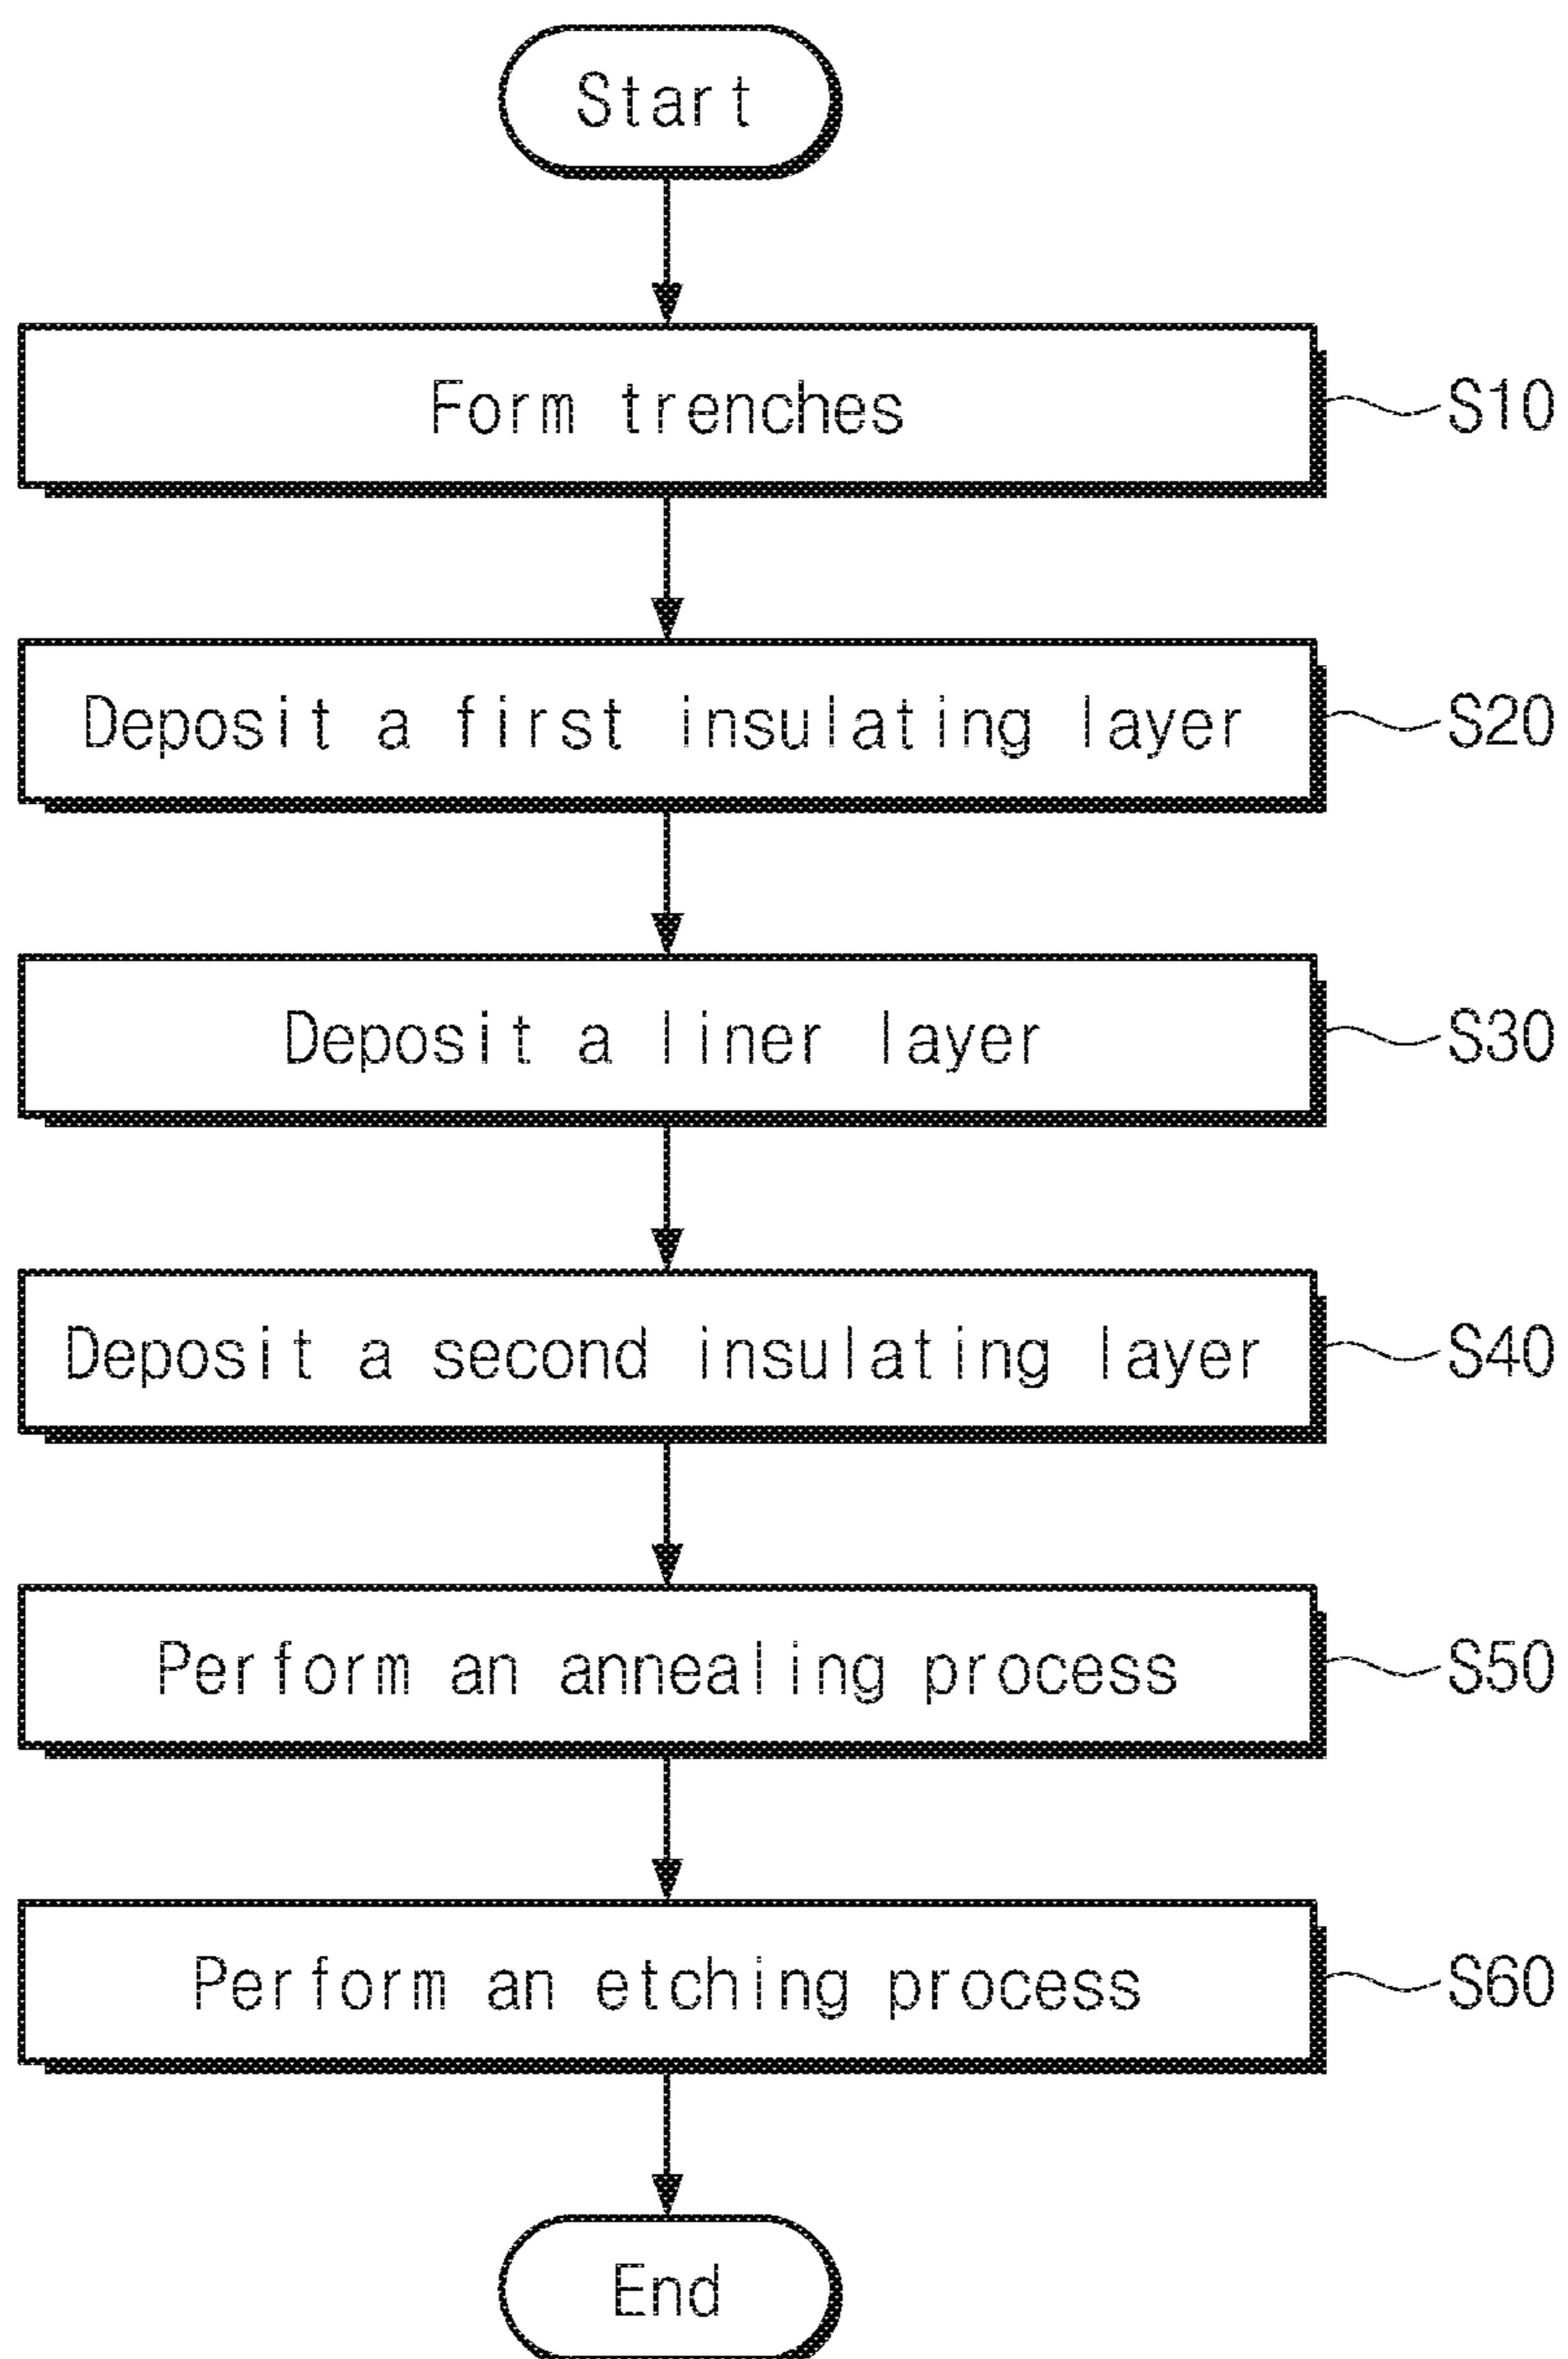 Start
Form trenches
S10
Deposit a first insulating layer
S20
Deposit a liner layer
S30
Deposit a second insulating layer
S40
Perform an annealing process
S50
Perform an etching process
S60
End